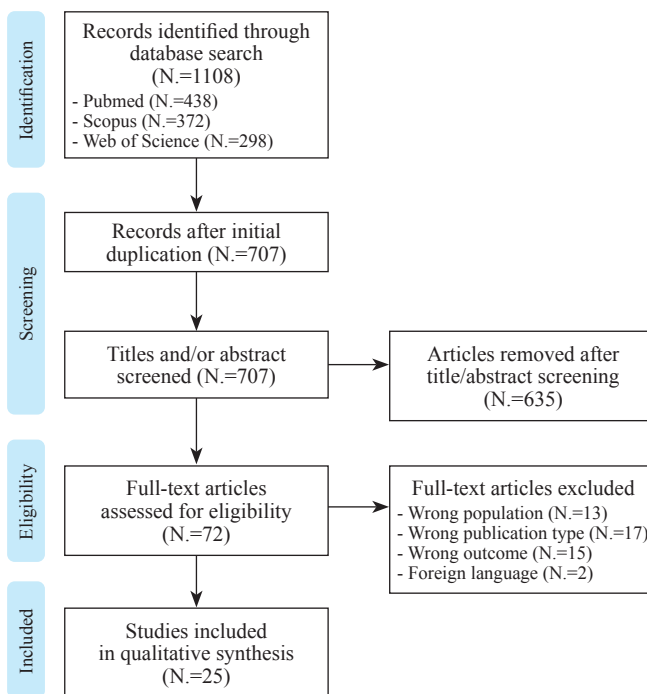 Identification
Records identified through
database search
(N.=1108)
- Pubmed (N.=438)
- Scopus (N.=372)
- Web of Science (N.=298)
Screening
Records after initial
duplication (N.=707)
Titles and/or abstract
screened (N.=707)
Articles removed after
title/abstract screening
(N.=635)
Eligibility
Full-text articles
assessed for eligibility
(N.=72)
Full-text articles excluded
- Wrong population (N.=13)
- Wrong publication type (N.=17)
- Wrong outcome (N.=15)
- Foreign language (N.=2)
Included
Studies included
in qualitative synthesis
(N.=25)